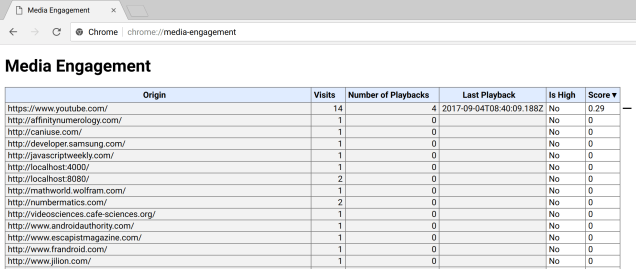 Media Engagement
Chrome | chrome://media-engagement
Media Engagement
Origin Visits Number of Playbacks Last Playback Is High Score ▼
https://www.youtube.com/ 14 4 2017-09-04T08:40:09.188Z No 0.29
http://affinitynumerology.com/ 1 0 No 0
http://caniuse.com/ 1 0 No 0
http://developer.samsung.com/ 1 0 No 0
http://javascriptweekly.com/ 1 0 No 0
http://localhost:4000/ 1 0 No 0
http://localhost:8080/ 2 0 No 0
http://mathworld.wolfram.com/ 1 0 No 0
http://numbermatics.com/ 2 0 No 0
http://videosciences.cafe-sciences.org/ 1 0 No 0
http://www.androidauthority.com/ 1 0 No 0
http://www.escapistmagazine.com/ 1 0 No 0
http://www.frandroid.com/ 1 0 No 0
http://www.jilion.com/ 1 0 No 0